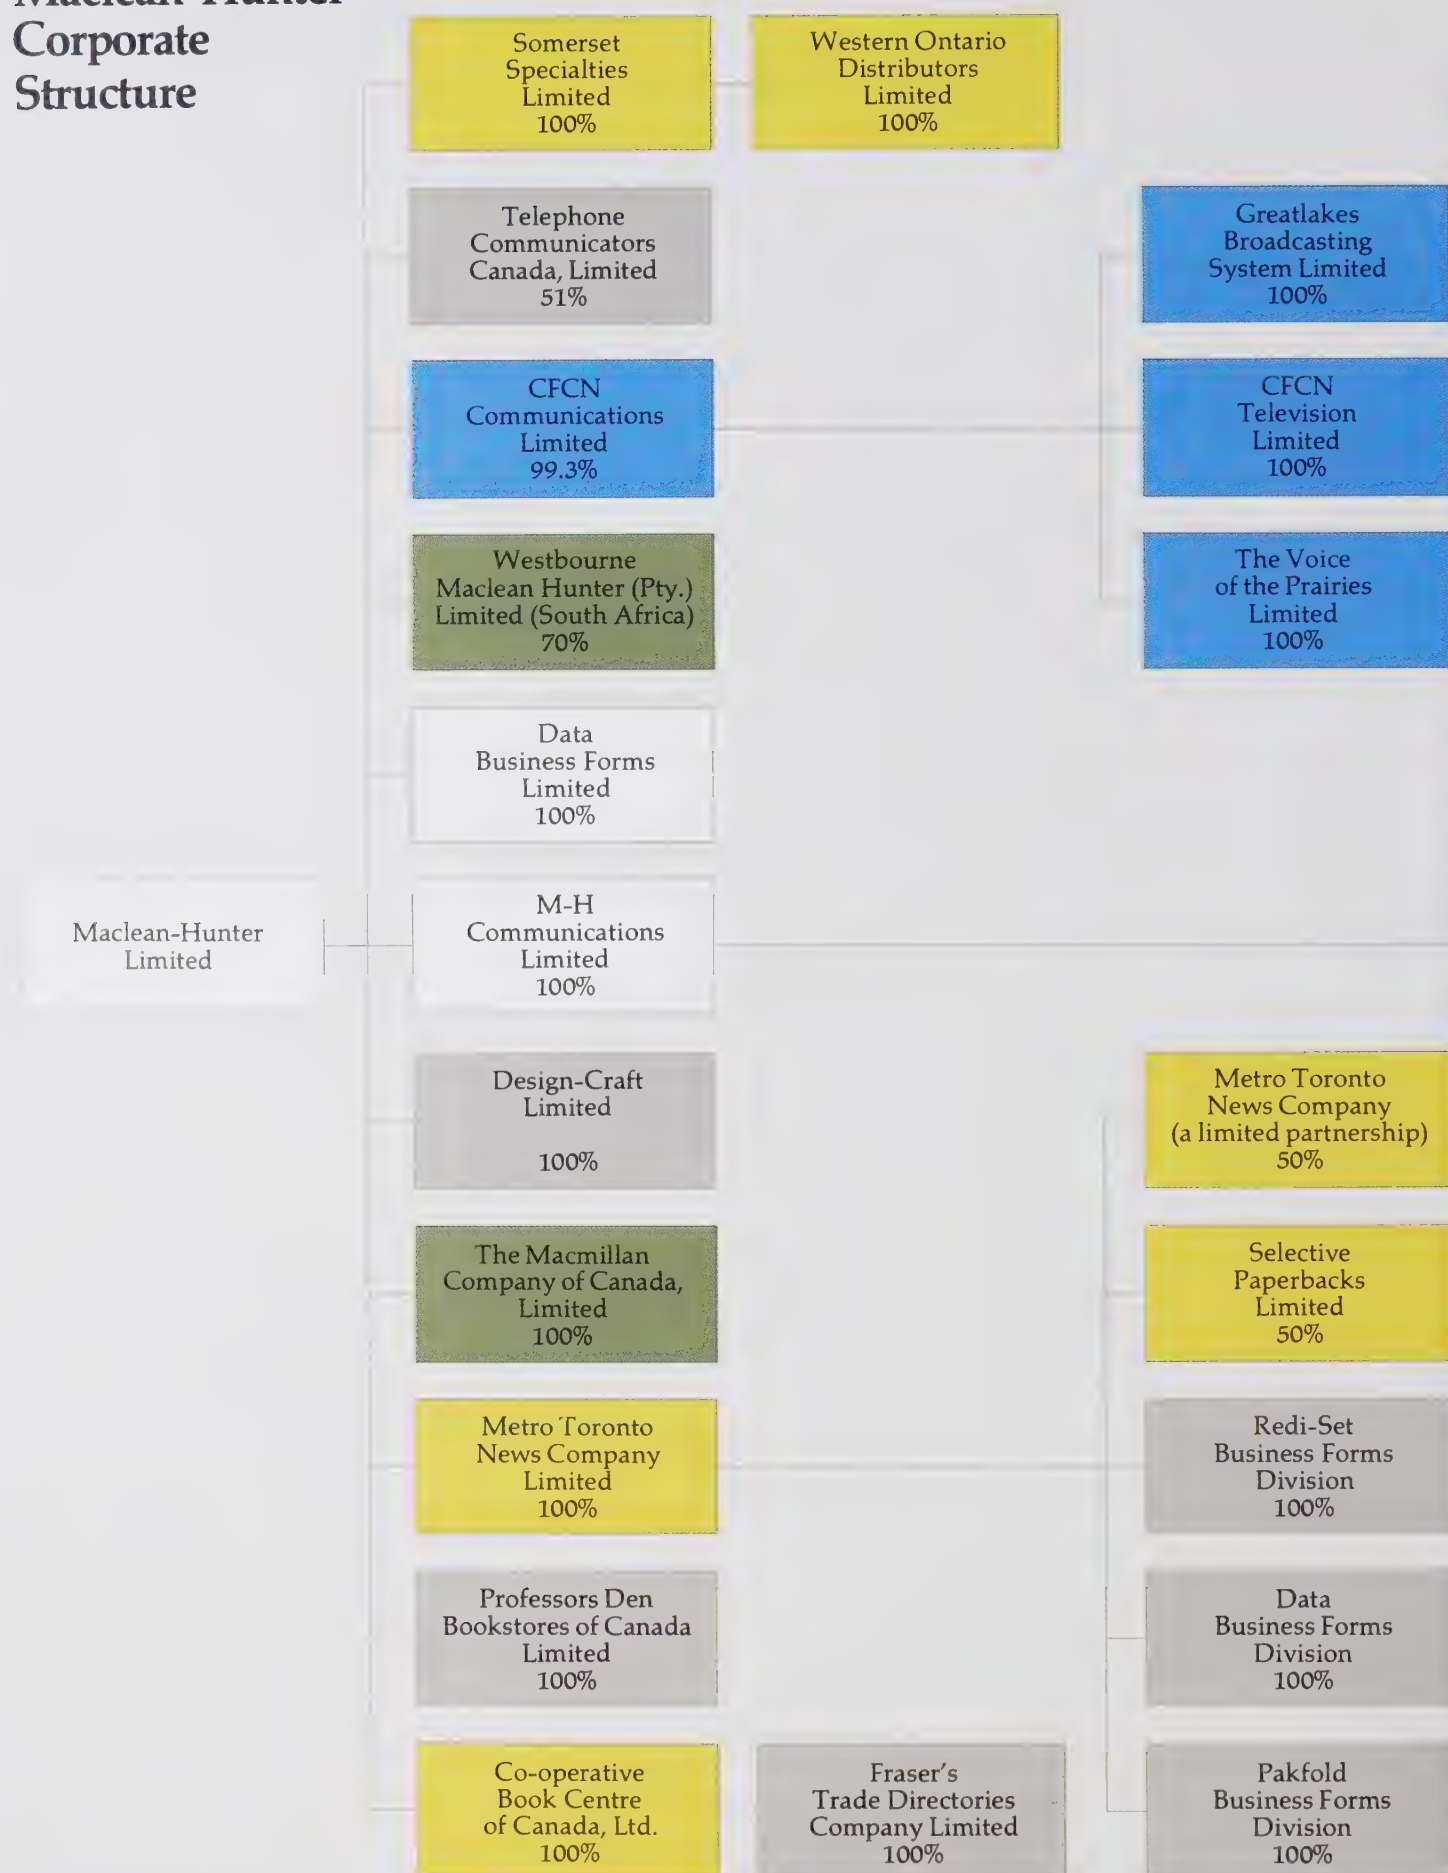 Maclean-Hunter
Corporate
Structure
Somerset
Specialties
Limited
100%
Western Ontario
Distributors
Limited
100%
Telephone
Communicators
Canada, Limited
51%
Greatlakes
Broadcasting
System Limited
100%
CFCN
Communications
Limited
99.3%
CFCN
Television
Limited
100%
Westbourne
Maclean Hunter (Pty.)
Limited (South Africa)
70%
The Voice
of the Prairies
Limited
100%
Data
Business Forms
Limited
100%
Maclean-Hunter
Limited
M-H
Communications
Limited
100%
Design-Craft
Limited
100%
Metro Toronto
News Company
(a limited partnership)
50%
The Macmillan
Company of Canada,
Limited
100%
Selective
Paperbacks
Limited
50%
Metro Toronto
News Company
Limited
100%
Redi-Set
Business Forms
Division
100%
Professors Den
Bookstores of Canada
Limited
100%
Data
Business Forms
Division
100%
Co-operative
Book Centre
of Canada, Ltd.
100%
Fraser's
Trade Directories
Company Limited
100%
Pakfold
Business Forms
Division
100%